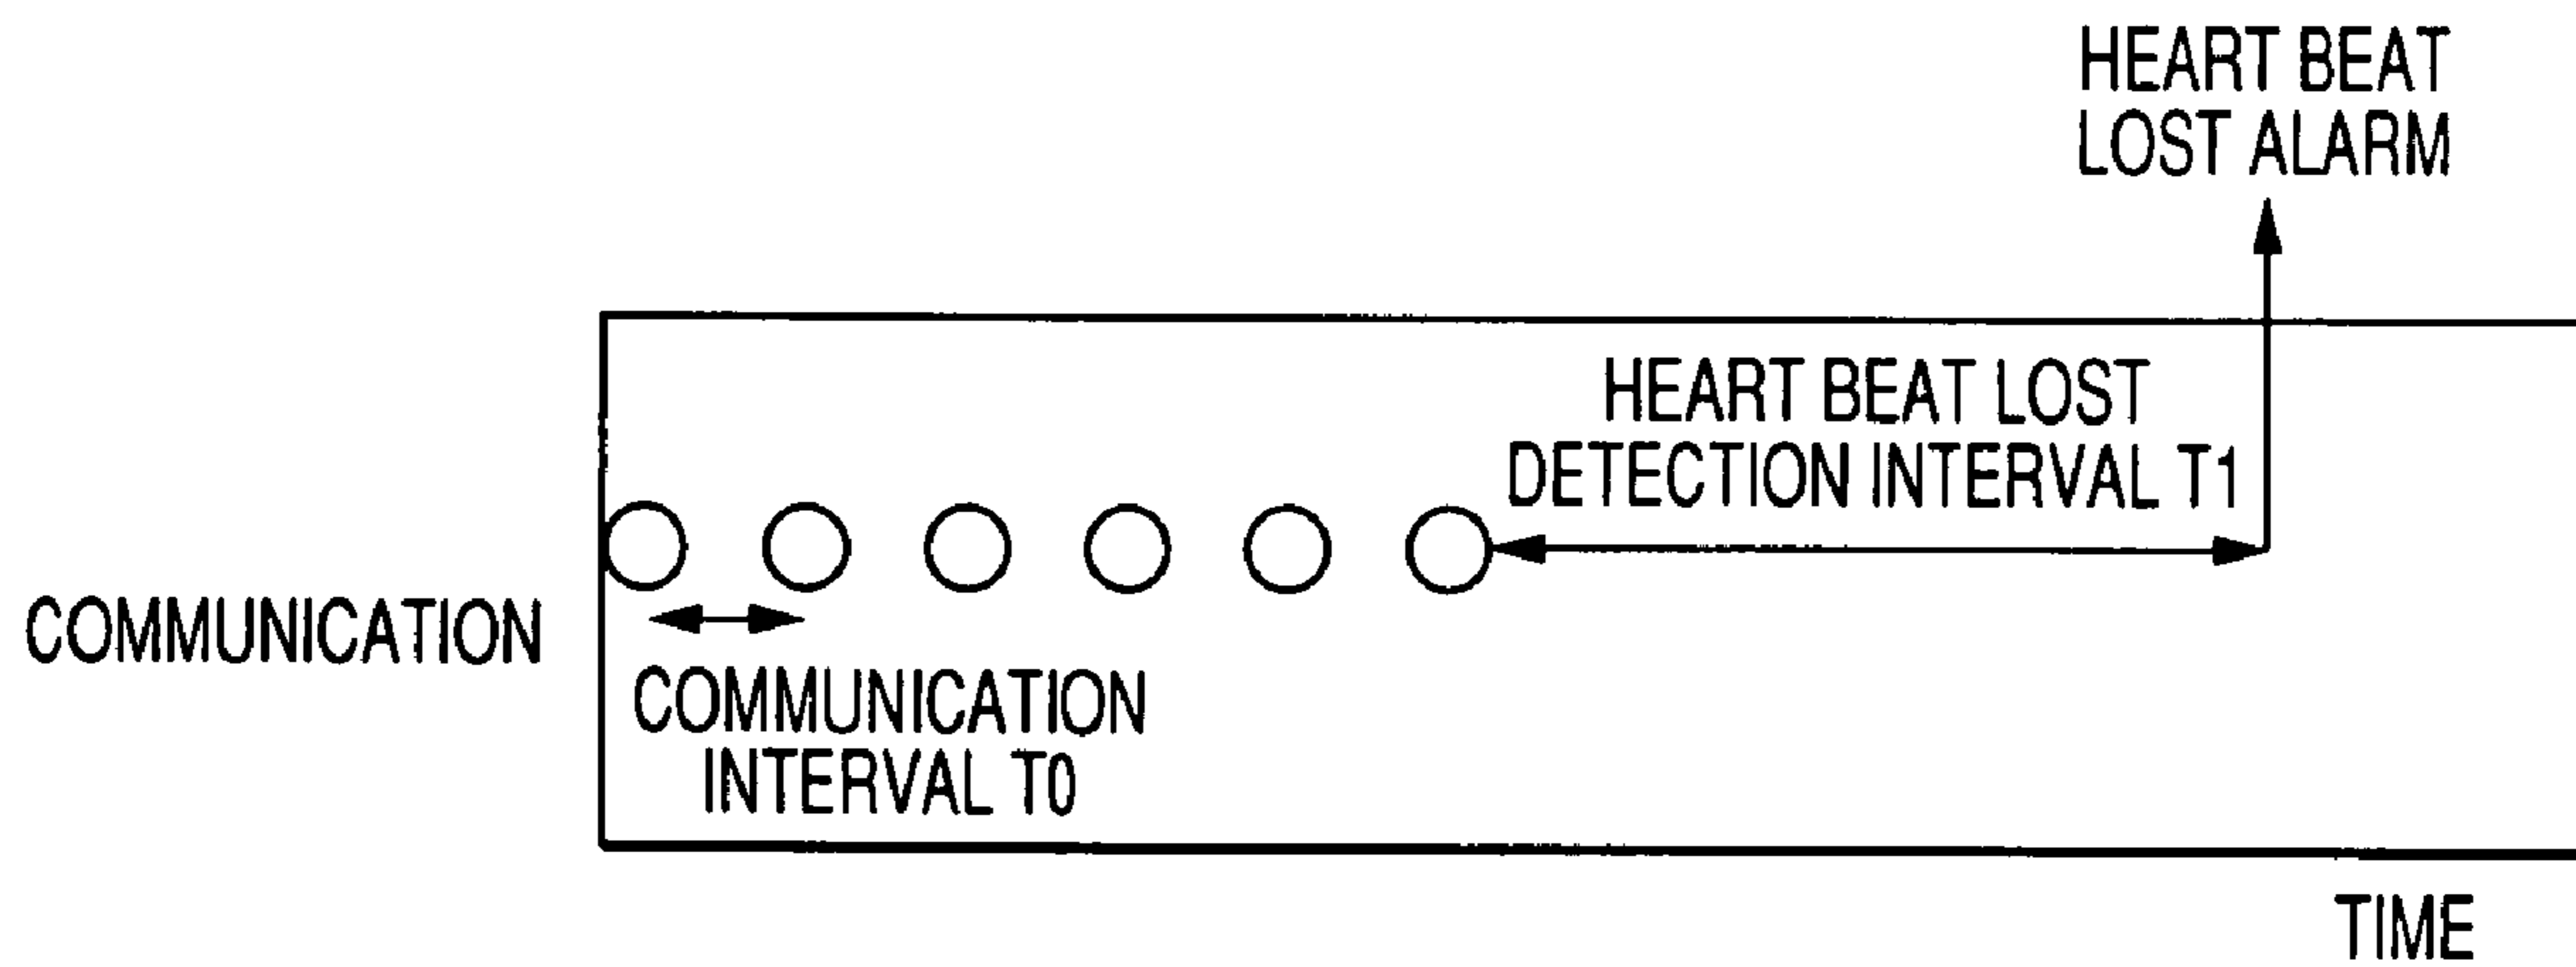 HEART BEAT
LOST ALARM
HEART BEAT LOST
DETECTION INTERVAL T1
COMMUNICATION
COMMUNICATION
INTERVAL T0
TIME